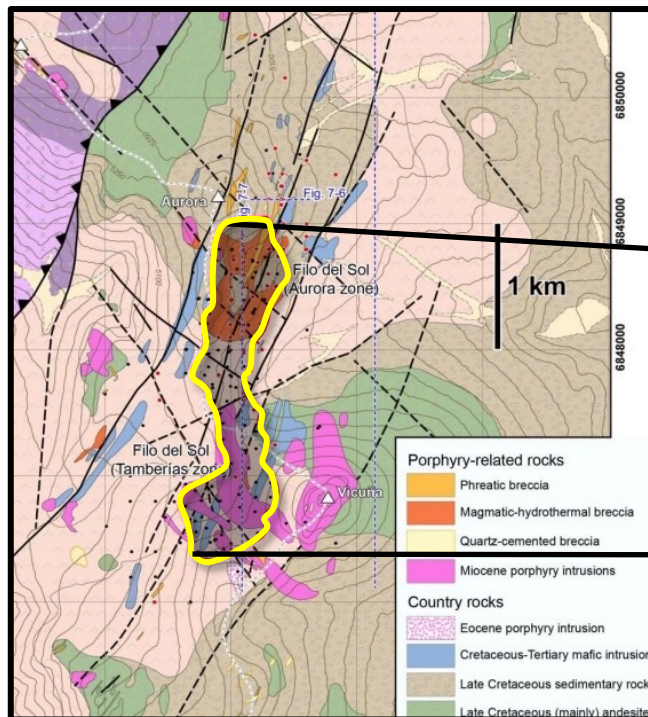 6850000
Aurora
Fig. 7-6
Fig. 7-7
6849000
Filo del Sol
(Aurora zone)
1 km
6848000
Filo del Sol
(Tamberías zon
Vicuña
Porphyry-related rocks
Phreatic breccia
Magmatic-hydrothermal breccia
Quartz-cemented breccia
Miocene porphyry intrusions
Country rocks
Eocene porphyry intrusion
Cretaceous-Tertiary mafic intrusion
Late Cretaceous sedimentary rock
Late Cretaceous (mainly) andesite